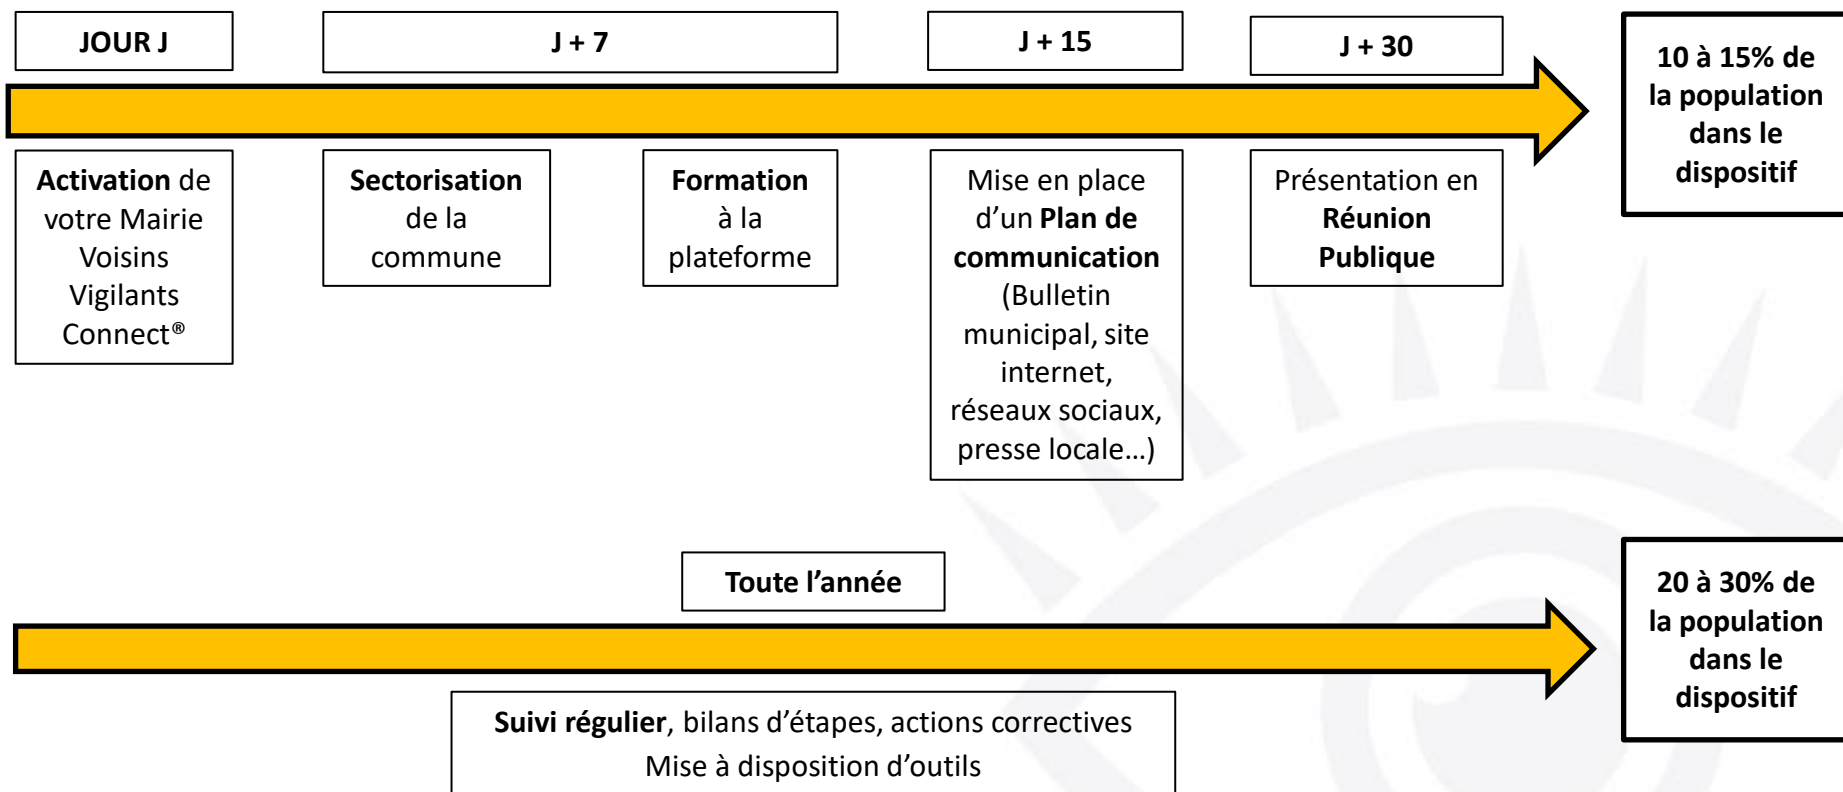 JOUR J
J + 7
J + 15
J + 30
10 à 15% de
la population
dans le
dispositif
Activation de
votre Mairie
Voisins
Vigilants
Connect®
Sectorisation
de la
commune
Formation
à la
plateforme
Mise en place
d’un Plan de
communication
(Bulletin
municipal, site
internet,
réseaux sociaux,
presse locale…)
Présentation en
Réunion
Publique
Toute l’année
20 à 30% de
la population
dans le
dispositif
Suivi régulier, bilans d’étapes, actions correctives
Mise à disposition d’outils